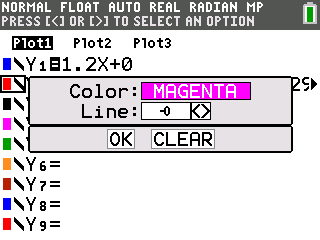 NORMAL FLOAT AUTO REAL RADIAN MP
PRESS [<] OR [>] TO SELECT AN OPTION
Plot1 Plot2 Plot3
Y1=1.2X+0
Color: MAGENTA
Line:
OK CLEAR
Y6=
Y7=
Y8=
Y9=